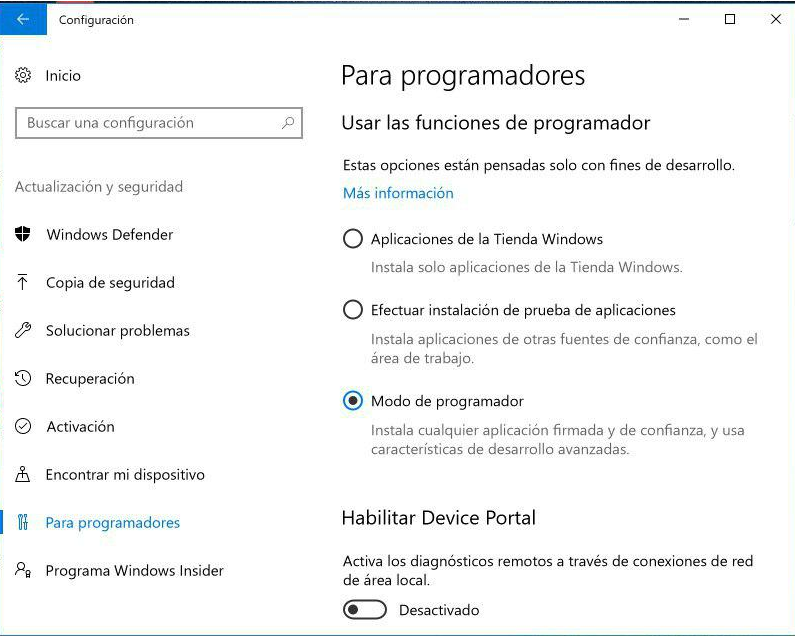 Configuración
Inicio
Buscar una configuración
Actualización y seguridad
Windows Defender
Copia de seguridad
Solucionar problemas
Recuperación
Activación
Encontrar mi dispositivo
Para programadores
Programa Windows Insider
Para programadores
Usar las funciones de programador
Estas opciones están pensadas solo con fines de desarrollo.
Más información
Aplicaciones de la Tienda Windows
Instala solo aplicaciones de la Tienda Windows.
Efectuar instalación de prueba de aplicaciones
Instala aplicaciones de otras fuentes de confianza, como el
área de trabajo.
Modo de programador
Instala cualquier aplicación firmada y de confianza, y usa
características de desarrollo avanzadas.
Habilitar Device Portal
Activa los diagnósticos remotos a través de conexiones de red
de área local.
Desactivado